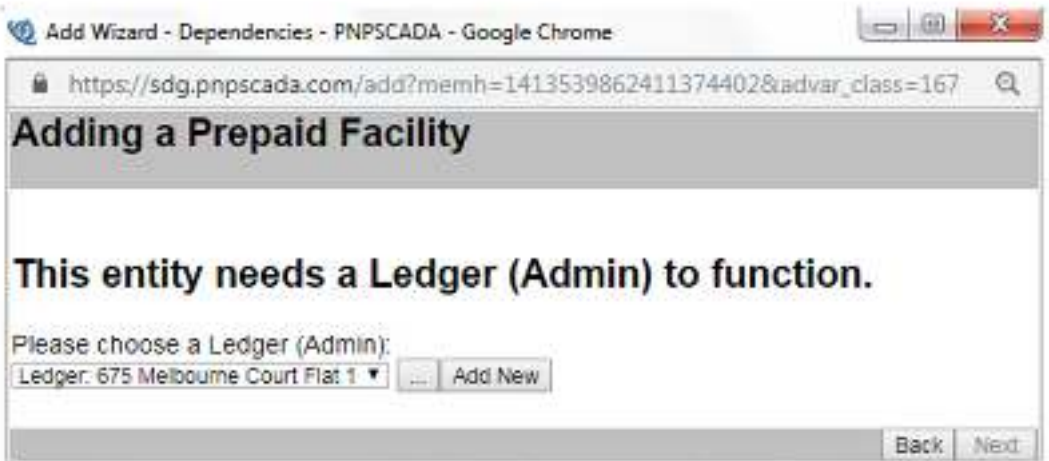 Add Wizard - Dependencies - PNPSCADA - Google Chrome
https://sdg.pnpscada.com/add?memh=14135398624113744028&advar_class=167
Adding a Prepaid Facility
This entity needs a Ledger (Admin) to function.
Please choose a Ledger (Admin):
Ledger: 675 Melbourne Court Flat 1 ... Add New
Back Next